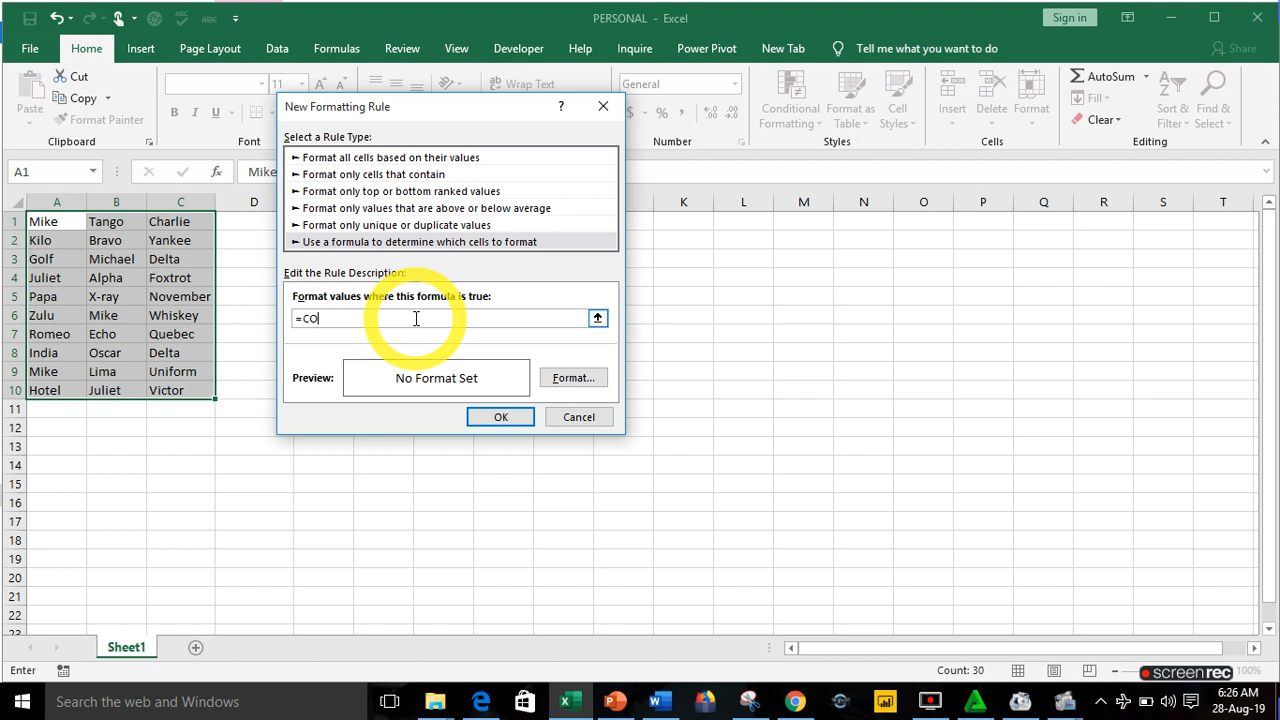 PERSONAL - Excel
Sign in
File Home Insert Page Layout Data Formulas Review View Developer Help Inquire Power Pivot New Tab Tell me what you want to do Share
Paste
Cut
Copy
Format Painter
Clipboard
11
Font
Wrap Text
General
Number
Conditional Formatting
Format as Table
Cell Styles
Styles
Insert
Delete
Format
Cells
AutoSum
Fill
Clear
Sort & Filter
Find & Select
Editing
A1
Mike
A B C D K L M N O P Q R S T
1 Mike Tango Charlie
2 Kilo Bravo Yankee
3 Golf Michael Delta
4 Juliet Alpha Foxtrot
5 Papa X-ray November
6 Zulu Mike Whiskey
7 Romeo Echo Quebec
8 India Oscar Delta
9 Mike Lima Uniform
10 Hotel Juliet Victor
11
12
13
14
15
16
17
18
19
20
21
22
23
New Formatting Rule
?
Select a Rule Type:
► Format all cells based on their values
► Format only cells that contain
► Format only top or bottom ranked values
► Format only values that are above or below average
► Format only unique or duplicate values
► Use a formula to determine which cells to format
Edit the Rule Description:
Format values where this formula is true:
=CO
Preview:
No Format Set
Format...
OK
Cancel
Sheet1
Enter
Count: 30
screenrec
100%
Search the web and Windows
6:26 AM
28-Aug-19